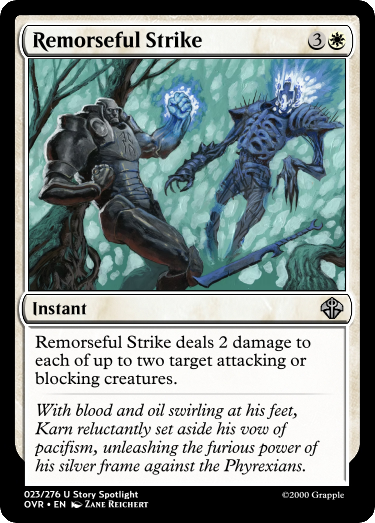 Remorseful Strike 3
Instant
Remorseful Strike deals 2 damage to
each of up to two target attacking or
blocking creatures.
With blood and oil swirling at his feet,
Karn reluctantly set aside his vow of
pacifism, unleashing the furious power of
his silver frame against the Phyrexians.
023/276 U Story Spotlight
OVR • EN Zane Reichert
©2000 Grapple